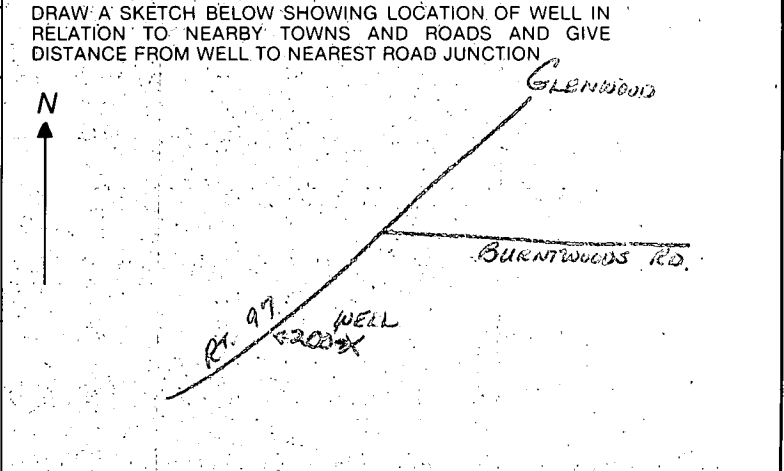 DRAW A SKETCH BELOW SHOWING LOCATION OF WELL IN
RELATION TO NEARBY TOWNS AND ROADS AND GIVE
DISTANCE FROM WELL TO NEAREST ROAD JUNCTION
GLENWOOD
N
BURNTWOODS RD.
RT. 97
WELL
200
X